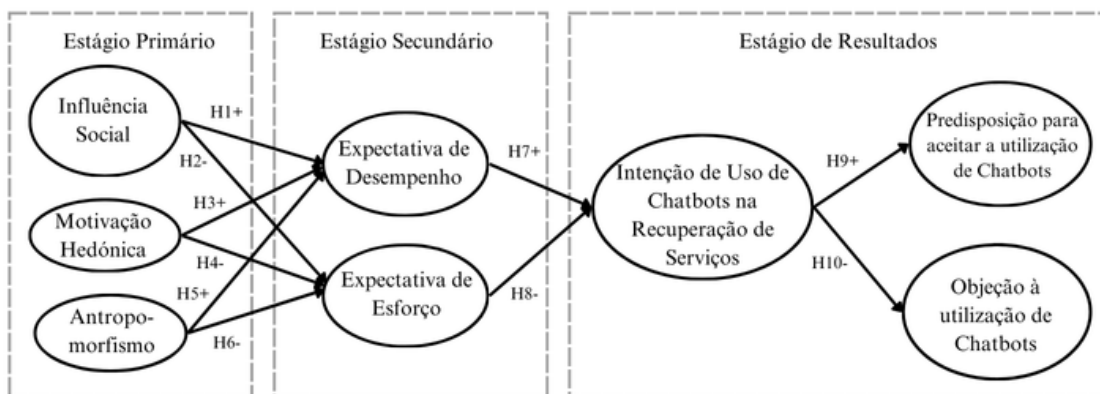 Estágio Primário
Influência
Social
Motivação
Hedónica
Antropo-
morfismo
H1+
H2-
H3+
H4-
H5+
H6-
Estágio Secundário
Expectativa de
Desempenho
Expectativa de
Esforço
H7+
H8-
Estágio de Resultados
Intenção de Uso de
Chatbots na
Recuperação de
Serviços
H9+
H10-
Predisposição para
aceitar a utilização
de Chatbots
Objeção à
utilização de
Chatbots